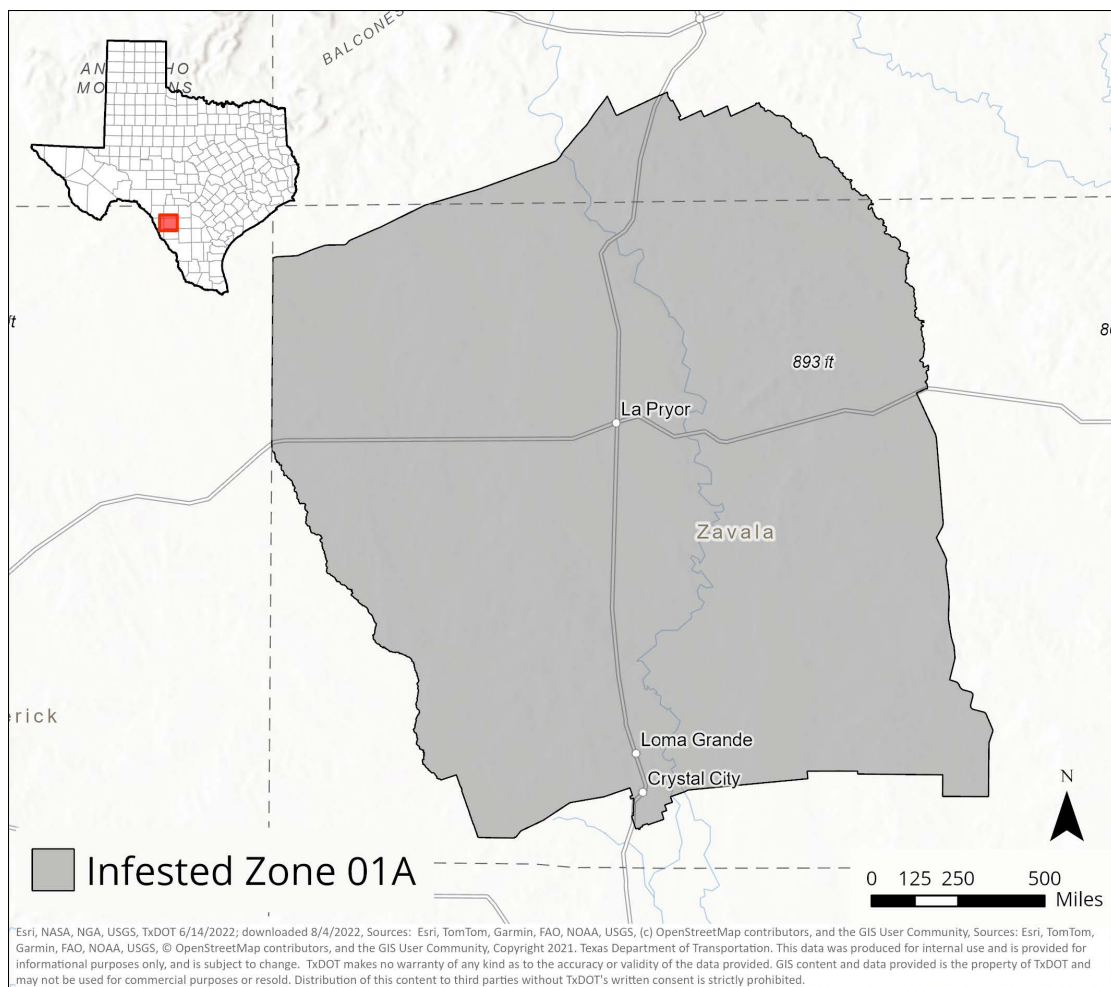 BALCONES
AN HO
MO NS
ft
893 ft
La Pryor
Zavala
erick
Loma Grande
Crystal City
N
Infested Zone 01A
0 125 250 500
Miles
Esri, NASA, NGA, USGS, TxDOT 6/14/2022; downloaded 8/4/2022, Sources: Esri, TomTom, Garmin, FAO, NOAA, USGS, (c) OpenStreetMap contributors, and the GIS User Community, Sources: Esri, TomTom,
Garmin, FAO, NOAA, USGS, © OpenStreetMap contributors, and the GIS User Community, Copyright 2021. Texas Department of Transportation. This data was produced for internal use and is provided for
informational purposes only, and is subject to change. TxDOT makes no warranty of any kind as to the accuracy or validity of the data provided. GIS content and data provided is the property of TxDOT and
may not be used for commercial purposes or resold. Distribution of this content to third parties without TxDOT's written consent is strictly prohibited.